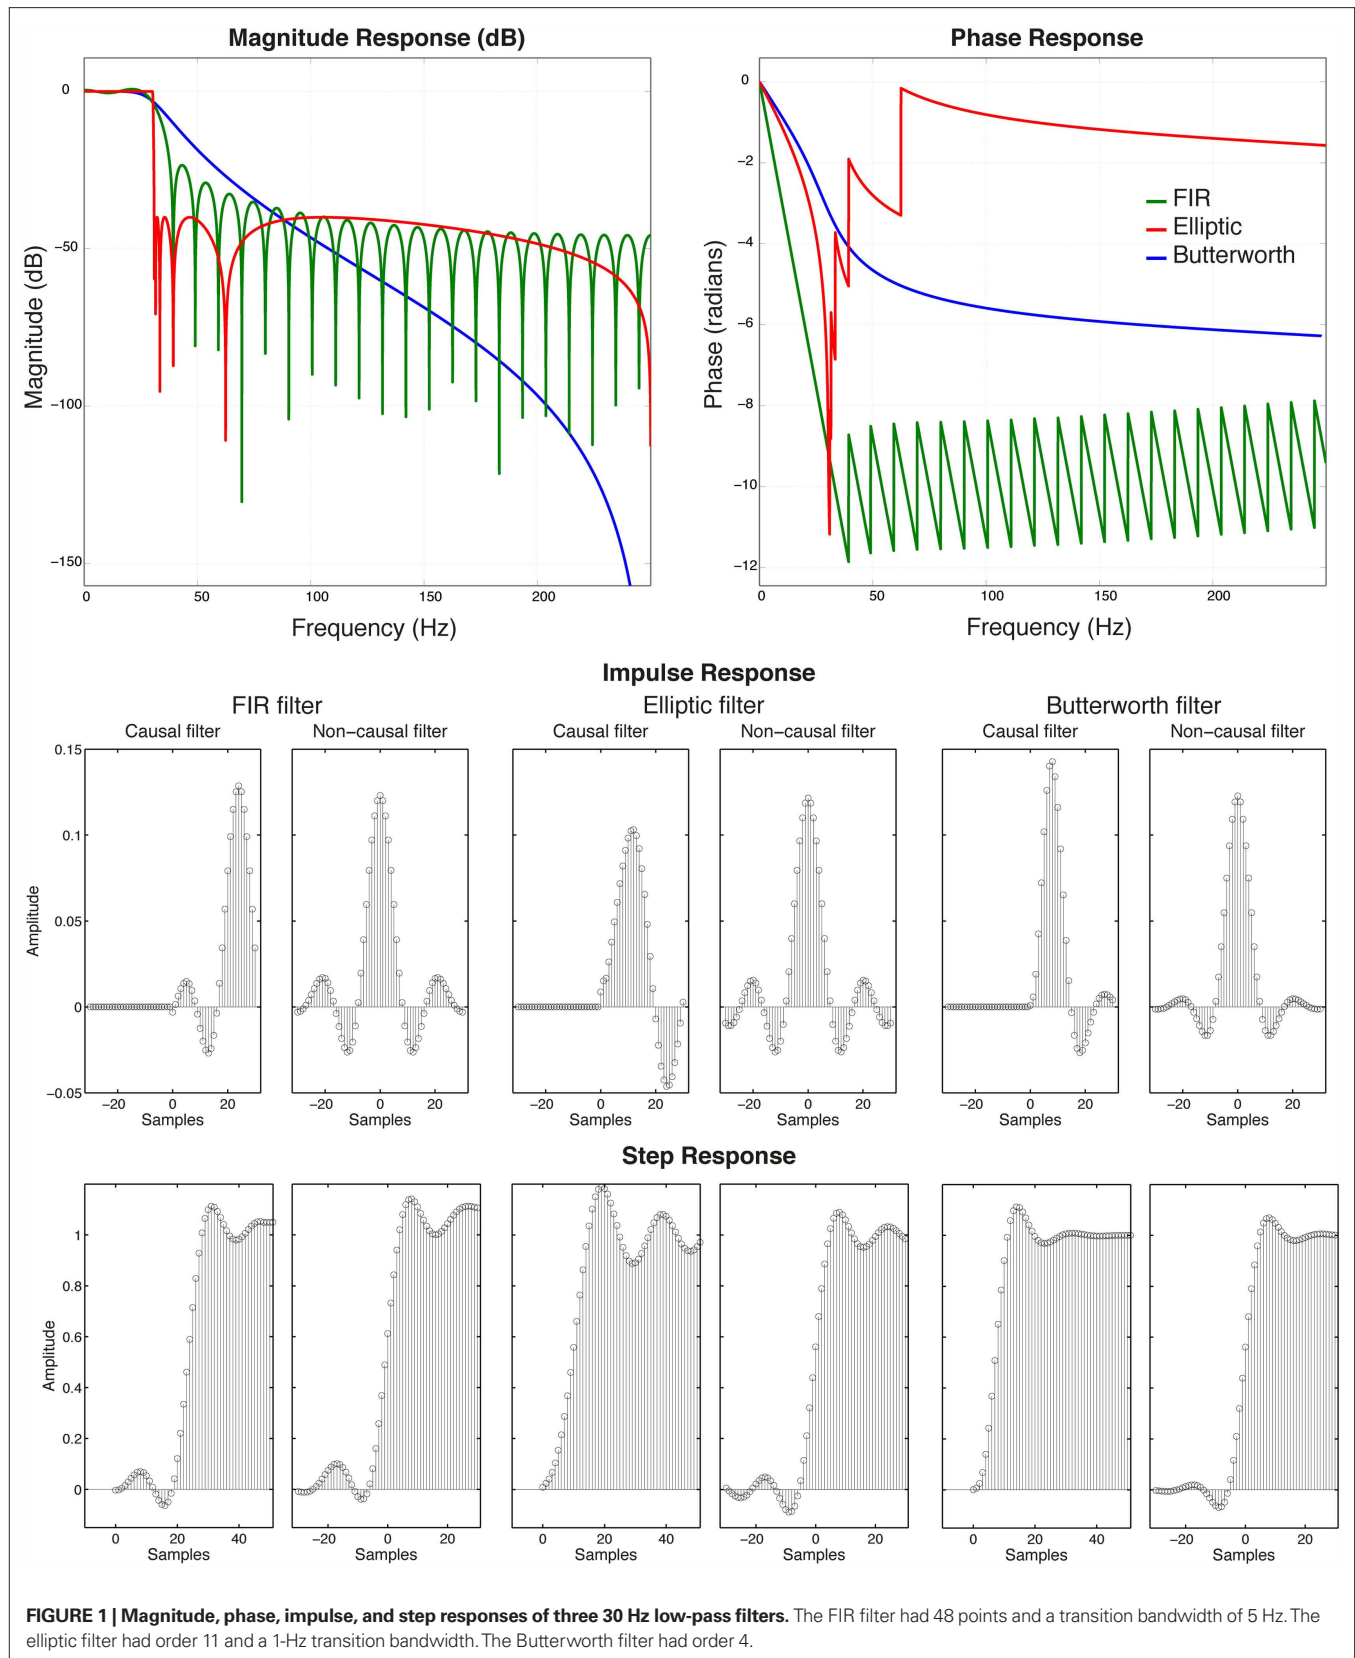 Magnitude Response (dB)
Phase Response
0
−50
−100
−150
Magnitude (dB)
0
50
100
150
200
Frequency (Hz)
0
−2
−4
−6
−8
−10
−12
Phase (radians)
FIR
Elliptic
Butterworth
0
50
100
150
200
Frequency (Hz)
Impulse Response
FIR filter
Elliptic filter
Butterworth filter
Causal filter
Non−causal filter
Causal filter
Non−causal filter
Causal filter
Non−causal filter
0.15
0.1
0.05
0
−0.05
Amplitude
−20 0 20
−20 0 20
−20 0 20
−20 0 20
−20 0 20
−20 0 20
Samples
Samples
Samples
Samples
Samples
Samples
Step Response
1
0.8
0.6
0.4
0.2
0
Amplitude
0 20 40
−20 0 20
0 20 40
−20 0 20
0 20 40
−20 0 20
Samples
Samples
Samples
Samples
Samples
Samples
FIGURE 1 | Magnitude, phase, impulse, and step responses of three 30 Hz low-pass filters. The FIR filter had 48 points and a transition bandwidth of 5 Hz. The
elliptic filter had order 11 and a 1-Hz transition bandwidth. The Butterworth filter had order 4.